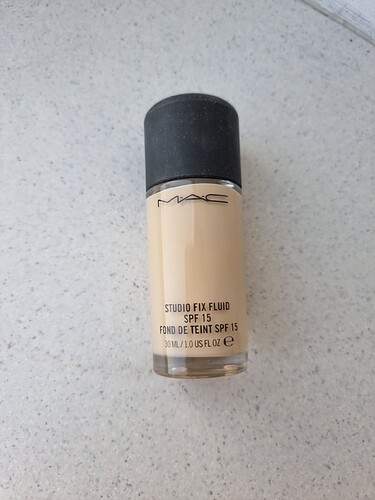 MAC
STUDIO FIX FLUID
SPF 15
FOND DE TEINT SPF 15
30 ML / 1.0 US FL OZ ℮